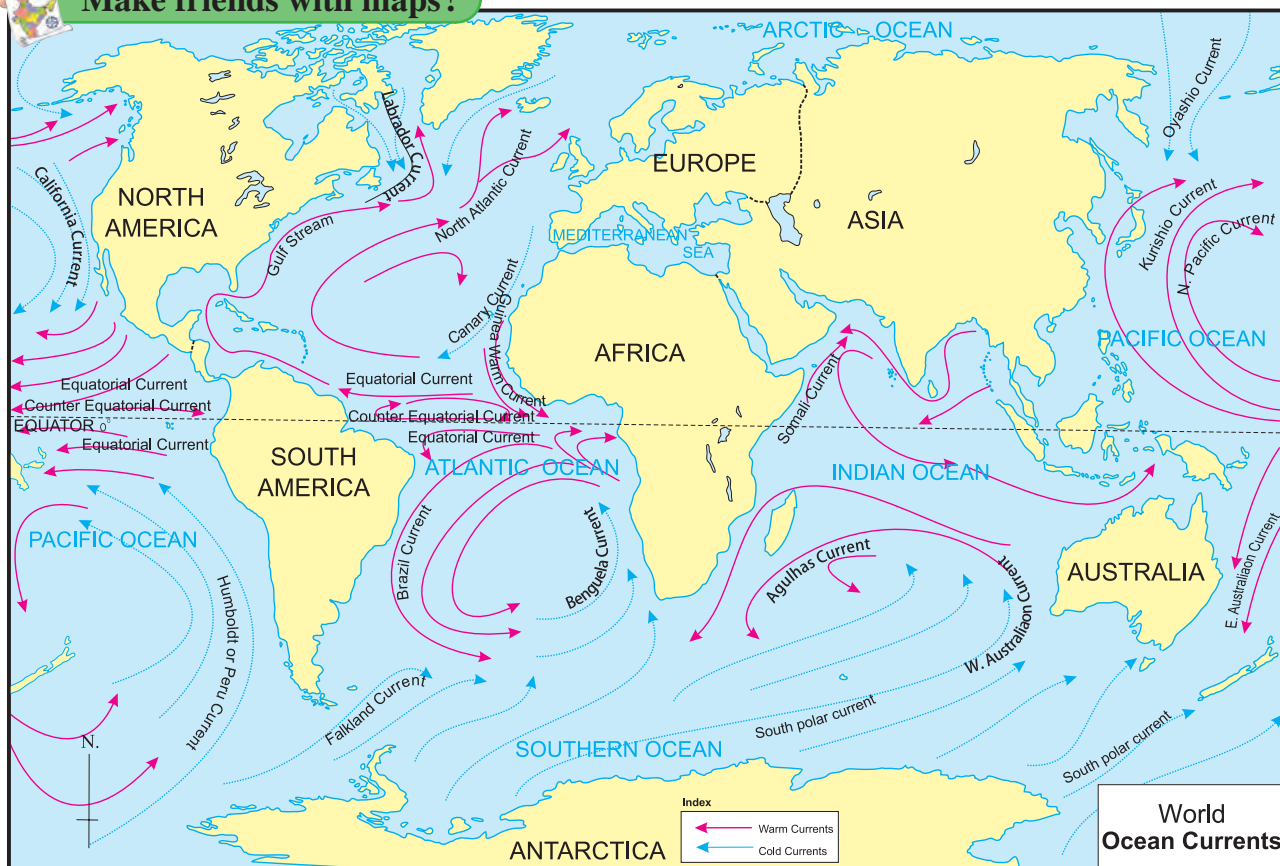 Make friends with maps!
ARCTIC OCEAN
Oyashio Current
Labrador Current
EUROPE
NORTH
AMERICA
California Current
North Atlantic Current
Gulf Stream
ASIA
Kurishio Current
N. Pacific Current
MEDITERRANEAN
SEA
Canary Current
Guinea Warm Current
AFRICA
PACIFIC OCEAN
Equatorial Current
Equatorial Current
Counter Equatorial Current
Counter Equatorial Current
EQUATOR 0°
Equatorial Current
Equatorial Current
Somali Current
SOUTH
AMERICA
ATLANTIC OCEAN
INDIAN OCEAN
PACIFIC OCEAN
Brazil Current
Benguela Current
Agulhas Current
AUSTRALIA
E. Australiaon Current
W. Australiaon Current
Humboldt or Peru Current
Falkland Current
South polar current
South polar current
N.
SOUTHERN OCEAN
ANTARCTICA
Index
Warm Currents
Cold Currents
World
Ocean Currents